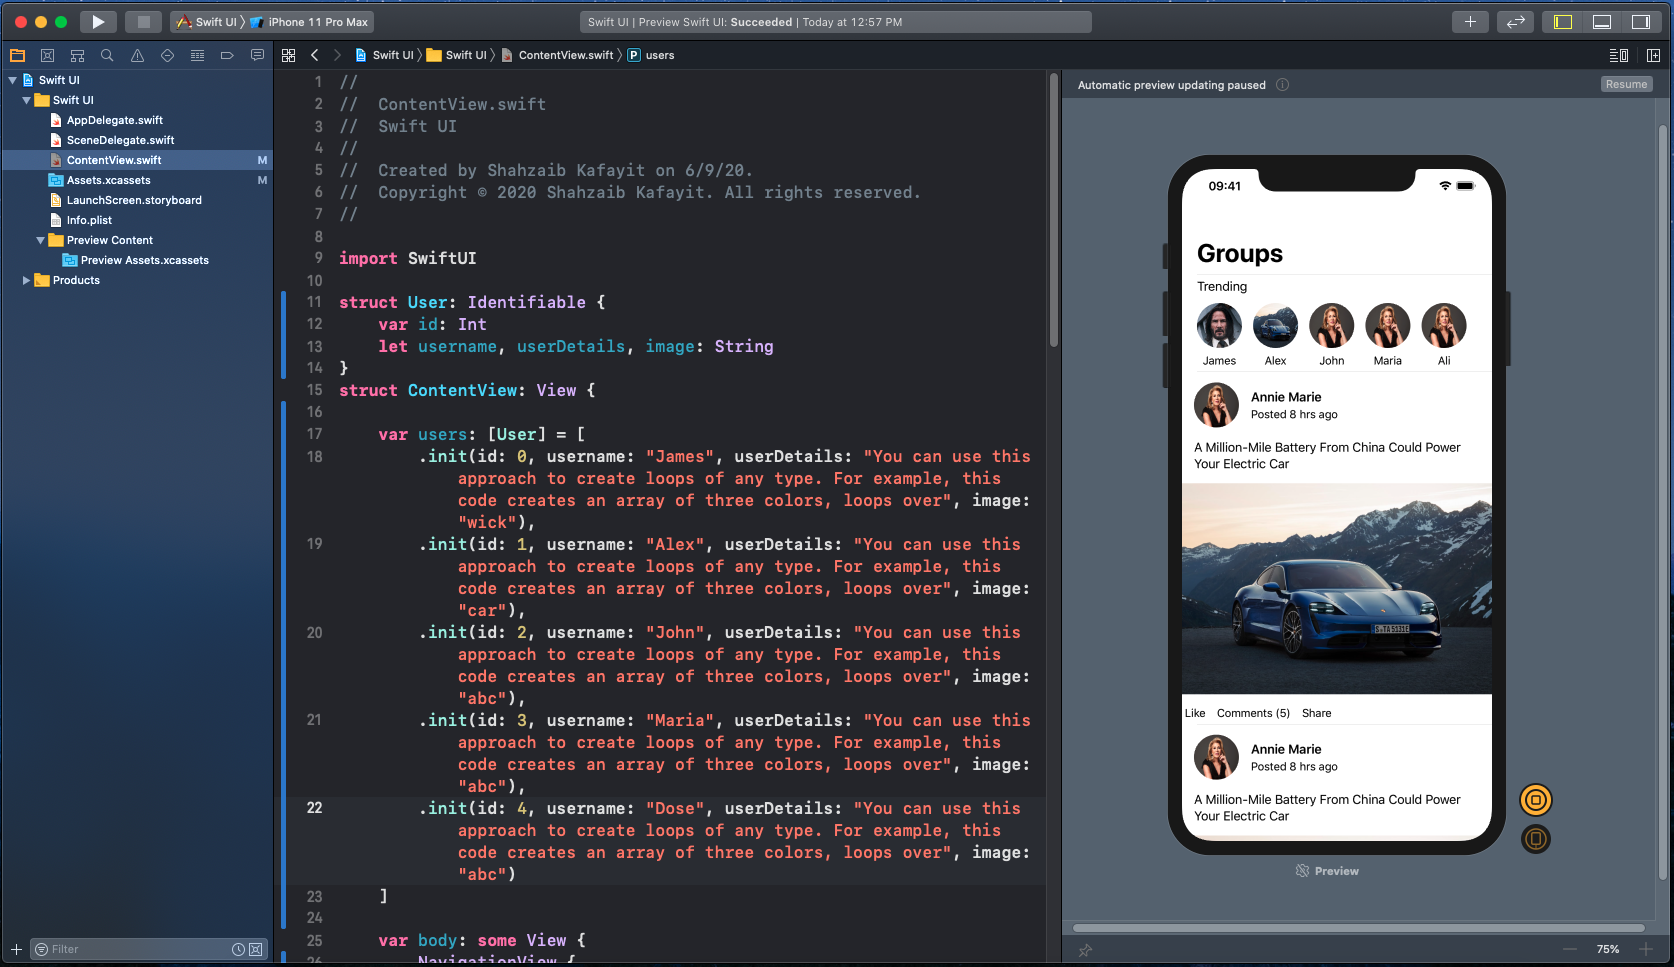 Swift UI 〉 iPhone 11 Pro Max
Swift UI | Preview Swift UI: Succeeded | Today at 12:57 PM
Swift UI 〉 Swift UI 〉 ContentView.swift 〉 P users
Swift UI
Swift UI
AppDelegate.swift
SceneDelegate.swift
ContentView.swift M
Assets.xcassets M
LaunchScreen.storyboard
Info.plist
Preview Content
Preview Assets.xcassets
Products
Filter
1 //
2 //  ContentView.swift
3 //  Swift UI
4 //
5 //  Created by Shahzaib Kafayit on 6/9/20.
6 //  Copyright © 2020 Shahzaib Kafayit. All rights reserved.
7 //
8
9 import SwiftUI
10
11 struct User: Identifiable {
12     var id: Int
13     let username, userDetails, image: String
14 }
15 struct ContentView: View {
16
17     var users: [User] = [
18         .init(id: 0, username: "James", userDetails: "You can use this
approach to create loops of any type. For example, this
code creates an array of three colors, loops over", image:
"wick"),
19         .init(id: 1, username: "Alex", userDetails: "You can use this
approach to create loops of any type. For example, this
code creates an array of three colors, loops over", image:
"car"),
20         .init(id: 2, username: "John", userDetails: "You can use this
approach to create loops of any type. For example, this
code creates an array of three colors, loops over", image:
"abc"),
21         .init(id: 3, username: "Maria", userDetails: "You can use this
approach to create loops of any type. For example, this
code creates an array of three colors, loops over", image:
"abc"),
22         .init(id: 4, username: "Dose", userDetails: "You can use this
approach to create loops of any type. For example, this
code creates an array of three colors, loops over", image:
"abc")
23     ]
24
25     var body: some View {
26         NavigationView {
Automatic preview updating paused
Resume
09:41
Groups
Trending
James Alex John Maria Ali
Annie Marie
Posted 8 hrs ago
A Million-Mile Battery From China Could Power
Your Electric Car
Like Comments (5) Share
Annie Marie
Posted 8 hrs ago
A Million-Mile Battery From China Could Power
Your Electric Car
Preview
75%